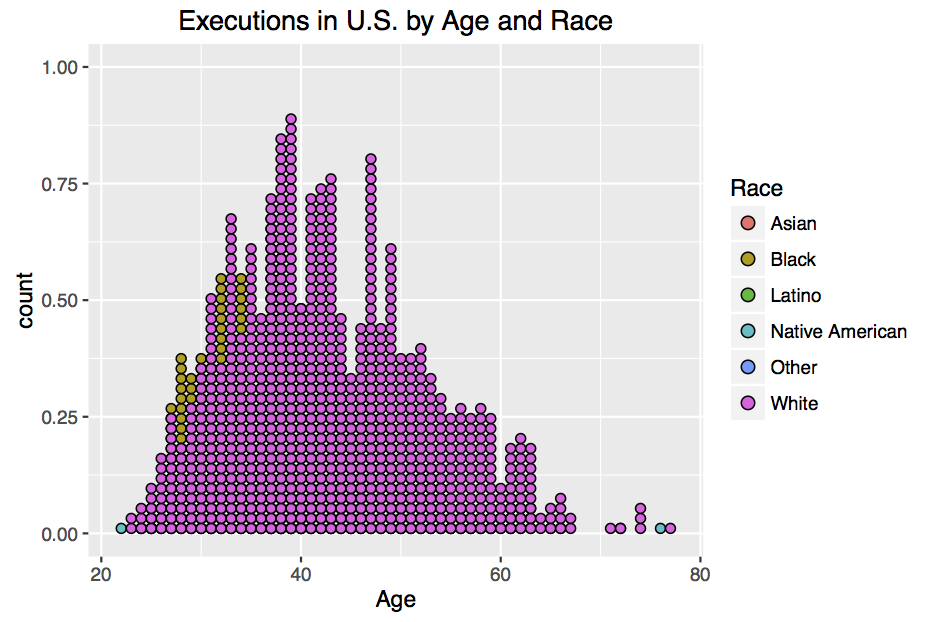 Executions in U.S. by Age and Race
1.00
0.75
0.50
0.25
0.00
count
20 40 60 80
Age
Race
Asian
Black
Latino
Native American
Other
White